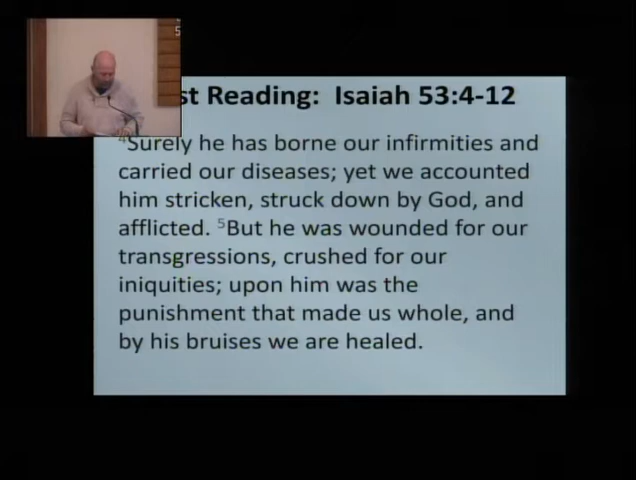 st Reading: Isaiah 53:4-12
4Surely he has borne our infirmities and
carried our diseases; yet we accounted
him stricken, struck down by God, and
afflicted. 5But he was wounded for our
transgressions, crushed for our
iniquities; upon him was the
punishment that made us whole, and
by his bruises we are healed.